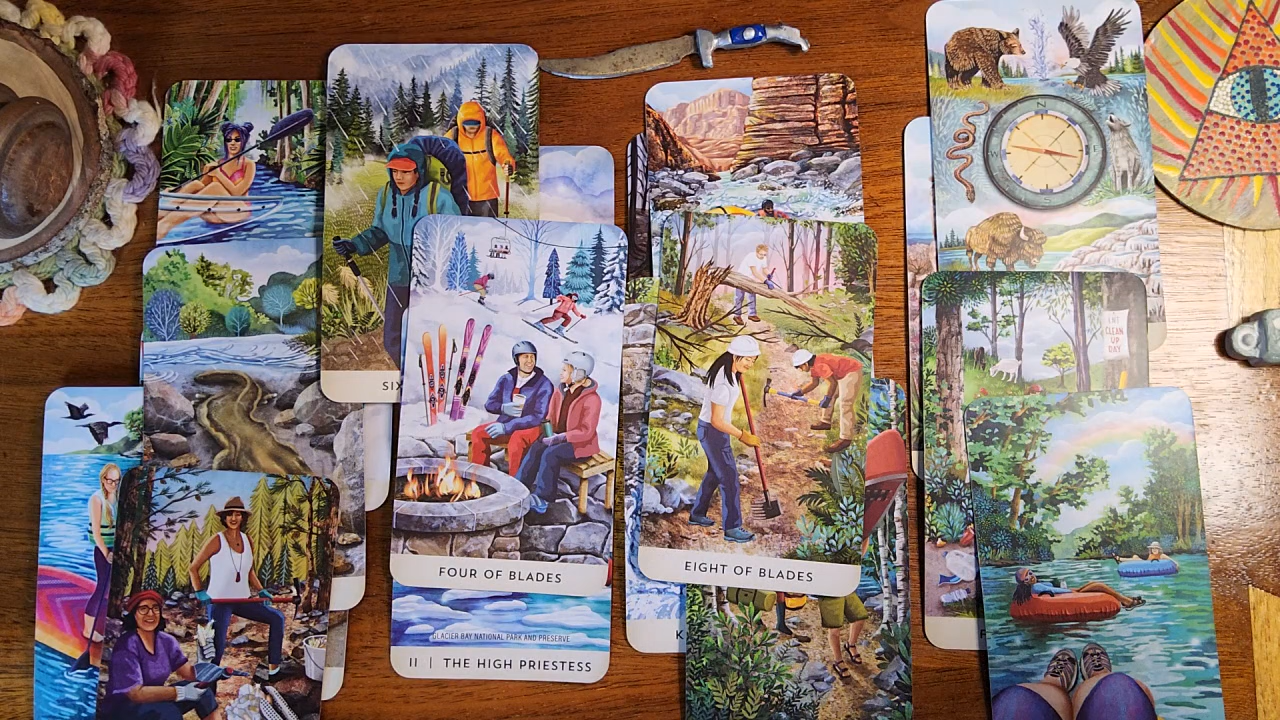 N
E
CLEAN
UP
DAY
SIX
FOUR OF BLADES
EIGHT OF BLADES
GLACIER BAY NATIONAL PARK AND PRESERVE
II | THE HIGH PRIESTESS
K
F